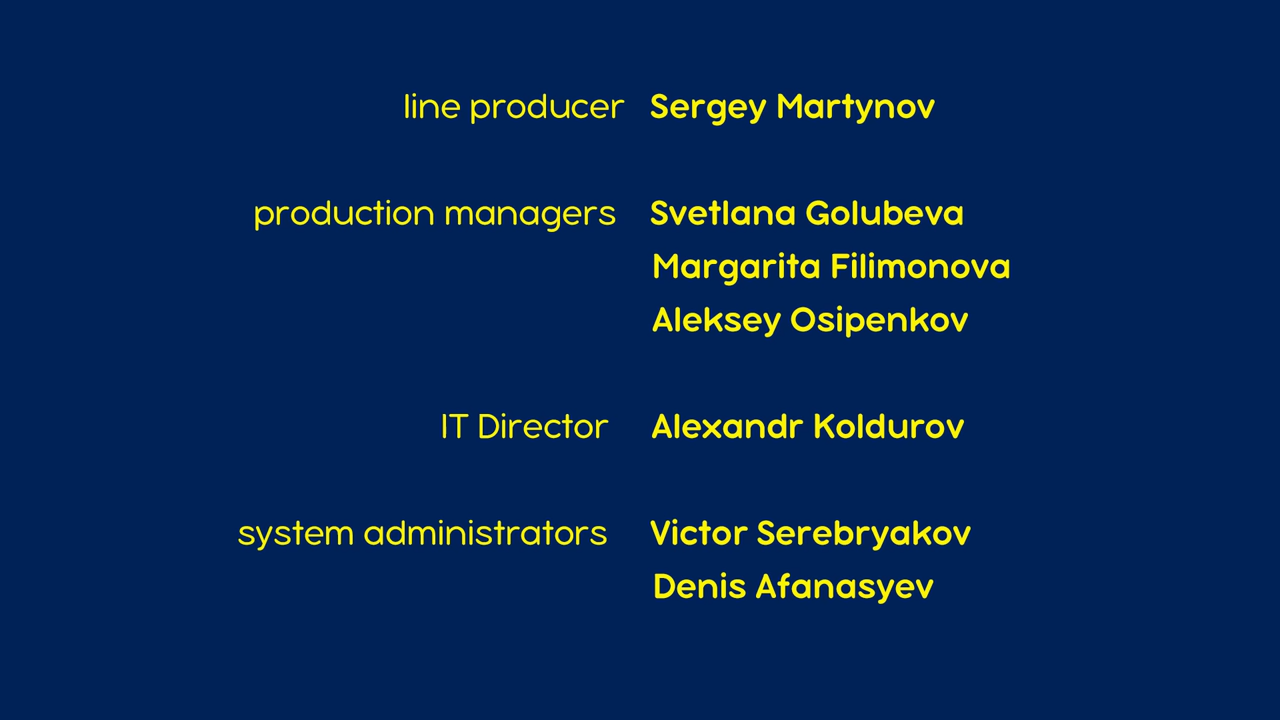 line producer Sergey Martynov
production managers Svetlana Golubeva
Margarita Filimonova
Aleksey Osipenkov
IT Director Alexandr Koldurov
system administrators Victor Serebryakov
Denis Afanasyev